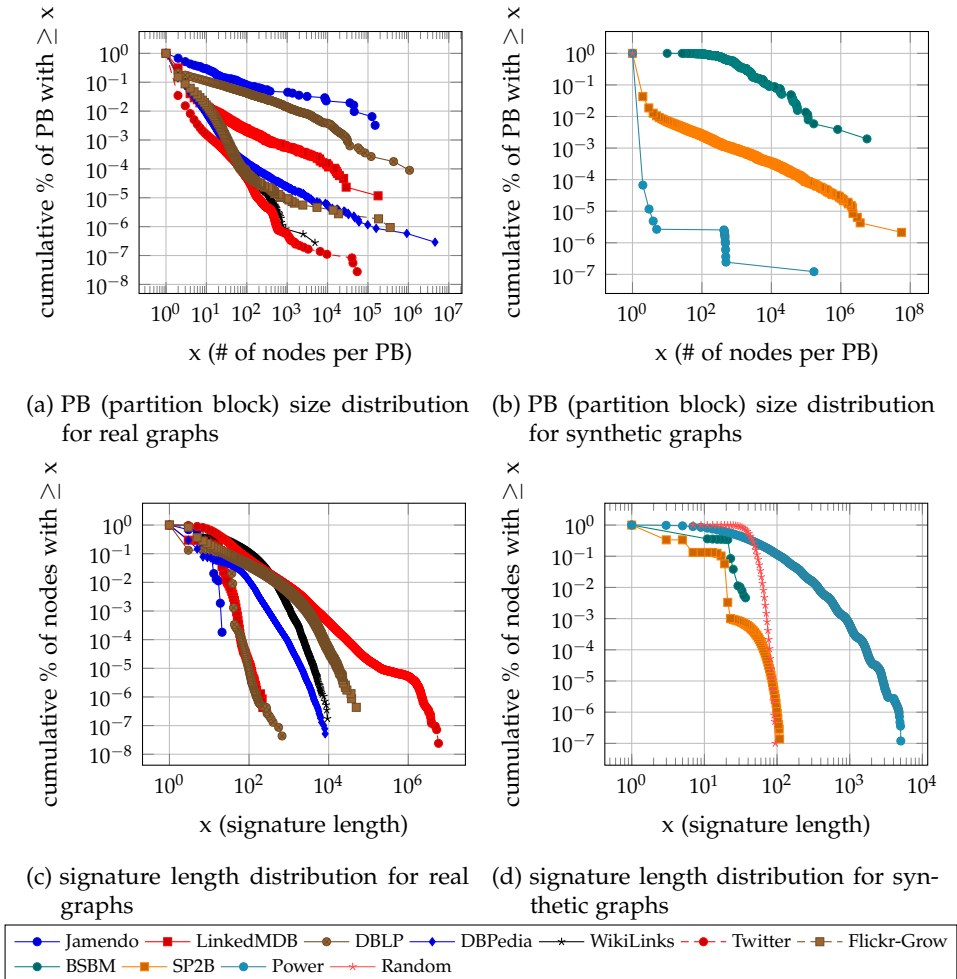 cumulative % of PB with ≥ x
10^0
10^-1
10^-2
10^-3
10^-4
10^-5
10^-6
10^-7
10^-8
10^0 10^1 10^2 10^3 10^4 10^5 10^6 10^7
x (# of nodes per PB)
(a) PB (partition block) size distribution
for real graphs
cumulative % of PB with ≥ x
10^0
10^-1
10^-2
10^-3
10^-4
10^-5
10^-6
10^-7
10^0 10^2 10^4 10^6 10^8
x (# of nodes per PB)
(b) PB (partition block) size distribution
for synthetic graphs
cumulative % of nodes with ≥ x
10^0
10^-1
10^-2
10^-3
10^-4
10^-5
10^-6
10^-7
10^-8
10^0 10^2 10^4 10^6
x (signature length)
(c) signature length distribution for real
graphs
cumulative % of nodes with ≥ x
10^0
10^-1
10^-2
10^-3
10^-4
10^-5
10^-6
10^-7
10^0 10^1 10^2 10^3 10^4
x (signature length)
(d) signature length distribution for syn-
thetic graphs
Jamendo LinkedMDB DBLP DBPedia WikiLinks Twitter Flickr-Grow
BSBM SP2B Power Random